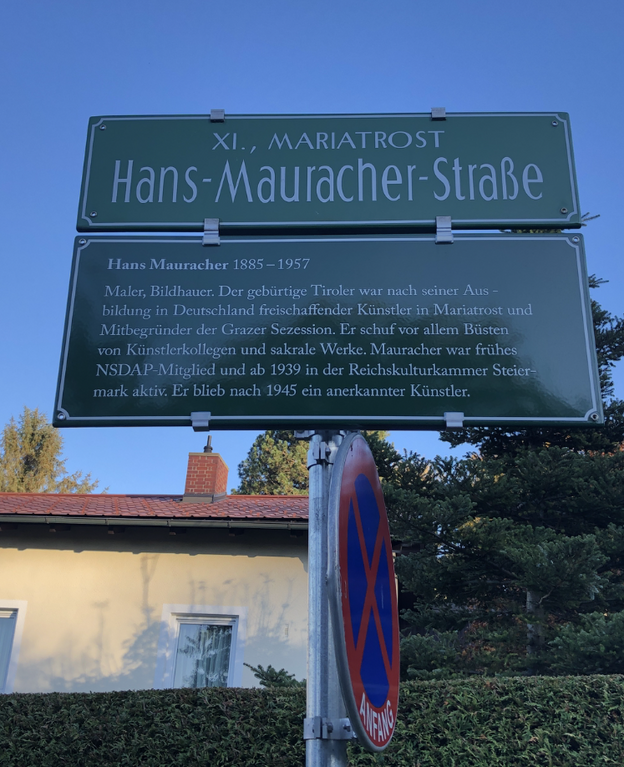 XI., MARIATROST
Hans-Mauracher-Straße
Hans Mauracher 1885–1957
Maler, Bildhauer. Der gebürtige Tiroler war nach seiner Aus-
bildung in Deutschland freischaffender Künstler in Mariatrost und
Mitbegründer der Grazer Sezession. Er schuf vor allem Büsten
von Künstlerkollegen und sakrale Werke. Mauracher war frühes
NSDAP-Mitglied und ab 1939 in der Reichskulturkammer Steier-
mark aktiv. Er blieb nach 1945 ein anerkannter Künstler.
ANFANG